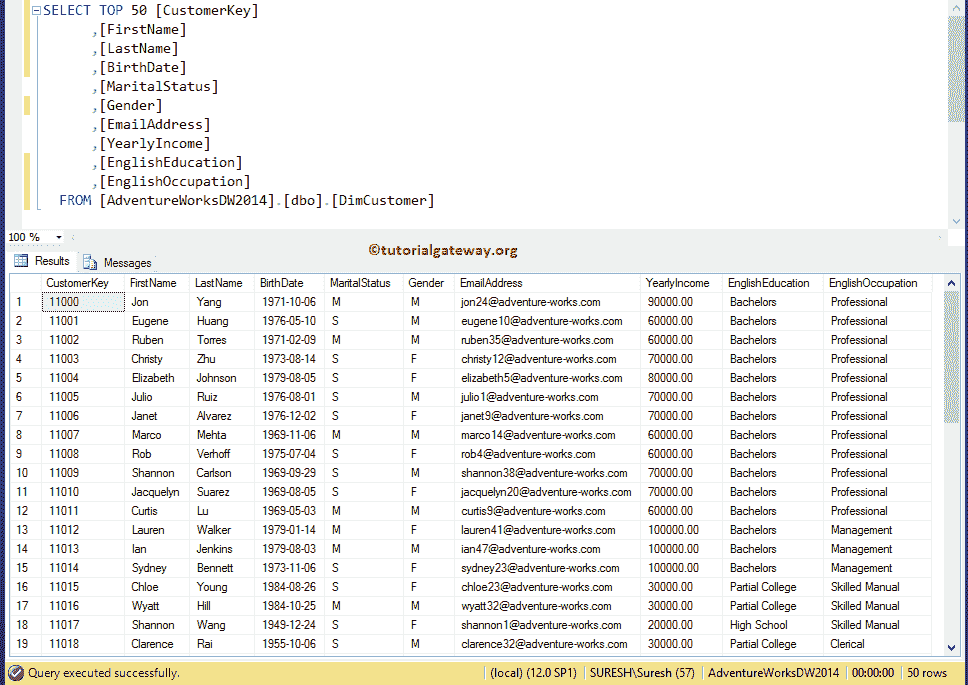 SELECT TOP 50 [CustomerKey]
,[FirstName]
,[LastName]
,[BirthDate]
,[MaritalStatus]
,[Gender]
,[EmailAddress]
,[YearlyIncome]
,[EnglishEducation]
,[EnglishOccupation]
FROM [AdventureWorksDW2014].[dbo].[DimCustomer]
100 %
©tutorialgateway.org
Results Messages
CustomerKey FirstName LastName BirthDate MaritalStatus Gender EmailAddress YearlyIncome EnglishEducation EnglishOccupation
1 11000 Jon Yang 1971-10-06 M M jon24@adventure-works.com 90000.00 Bachelors Professional
2 11001 Eugene Huang 1976-05-10 S M eugene10@adventure-works.com 60000.00 Bachelors Professional
3 11002 Ruben Torres 1971-02-09 M M ruben35@adventure-works.com 60000.00 Bachelors Professional
4 11003 Christy Zhu 1973-08-14 S F christy12@adventure-works.com 70000.00 Bachelors Professional
5 11004 Elizabeth Johnson 1979-08-05 S F elizabeth5@adventure-works.com 80000.00 Bachelors Professional
6 11005 Julio Ruiz 1976-08-01 S M julio1@adventure-works.com 70000.00 Bachelors Professional
7 11006 Janet Alvarez 1976-12-02 S F janet9@adventure-works.com 70000.00 Bachelors Professional
8 11007 Marco Mehta 1969-11-06 M M marco14@adventure-works.com 60000.00 Bachelors Professional
9 11008 Rob Verhoff 1975-07-04 S F rob4@adventure-works.com 60000.00 Bachelors Professional
10 11009 Shannon Carlson 1969-09-29 S M shannon38@adventure-works.com 70000.00 Bachelors Professional
11 11010 Jacquelyn Suarez 1969-08-05 S F jacquelyn20@adventure-works.com 70000.00 Bachelors Professional
12 11011 Curtis Lu 1969-05-03 M M curtis9@adventure-works.com 60000.00 Bachelors Professional
13 11012 Lauren Walker 1979-01-14 M F lauren41@adventure-works.com 100000.00 Bachelors Management
14 11013 Ian Jenkins 1979-08-03 M M ian47@adventure-works.com 100000.00 Bachelors Management
15 11014 Sydney Bennett 1973-11-06 S F sydney23@adventure-works.com 100000.00 Bachelors Management
16 11015 Chloe Young 1984-08-26 S F chloe23@adventure-works.com 30000.00 Partial College Skilled Manual
17 11016 Wyatt Hill 1984-10-25 M M wyatt32@adventure-works.com 30000.00 Partial College Skilled Manual
18 11017 Shannon Wang 1949-12-24 S F shannon1@adventure-works.com 20000.00 High School Skilled Manual
19 11018 Clarence Rai 1955-10-06 S M clarence32@adventure-works.com 30000.00 Partial College Clerical
Query executed successfully. (local) (12.0 SP1) SURESH\Suresh (57) AdventureWorksDW2014 00:00:00 50 rows